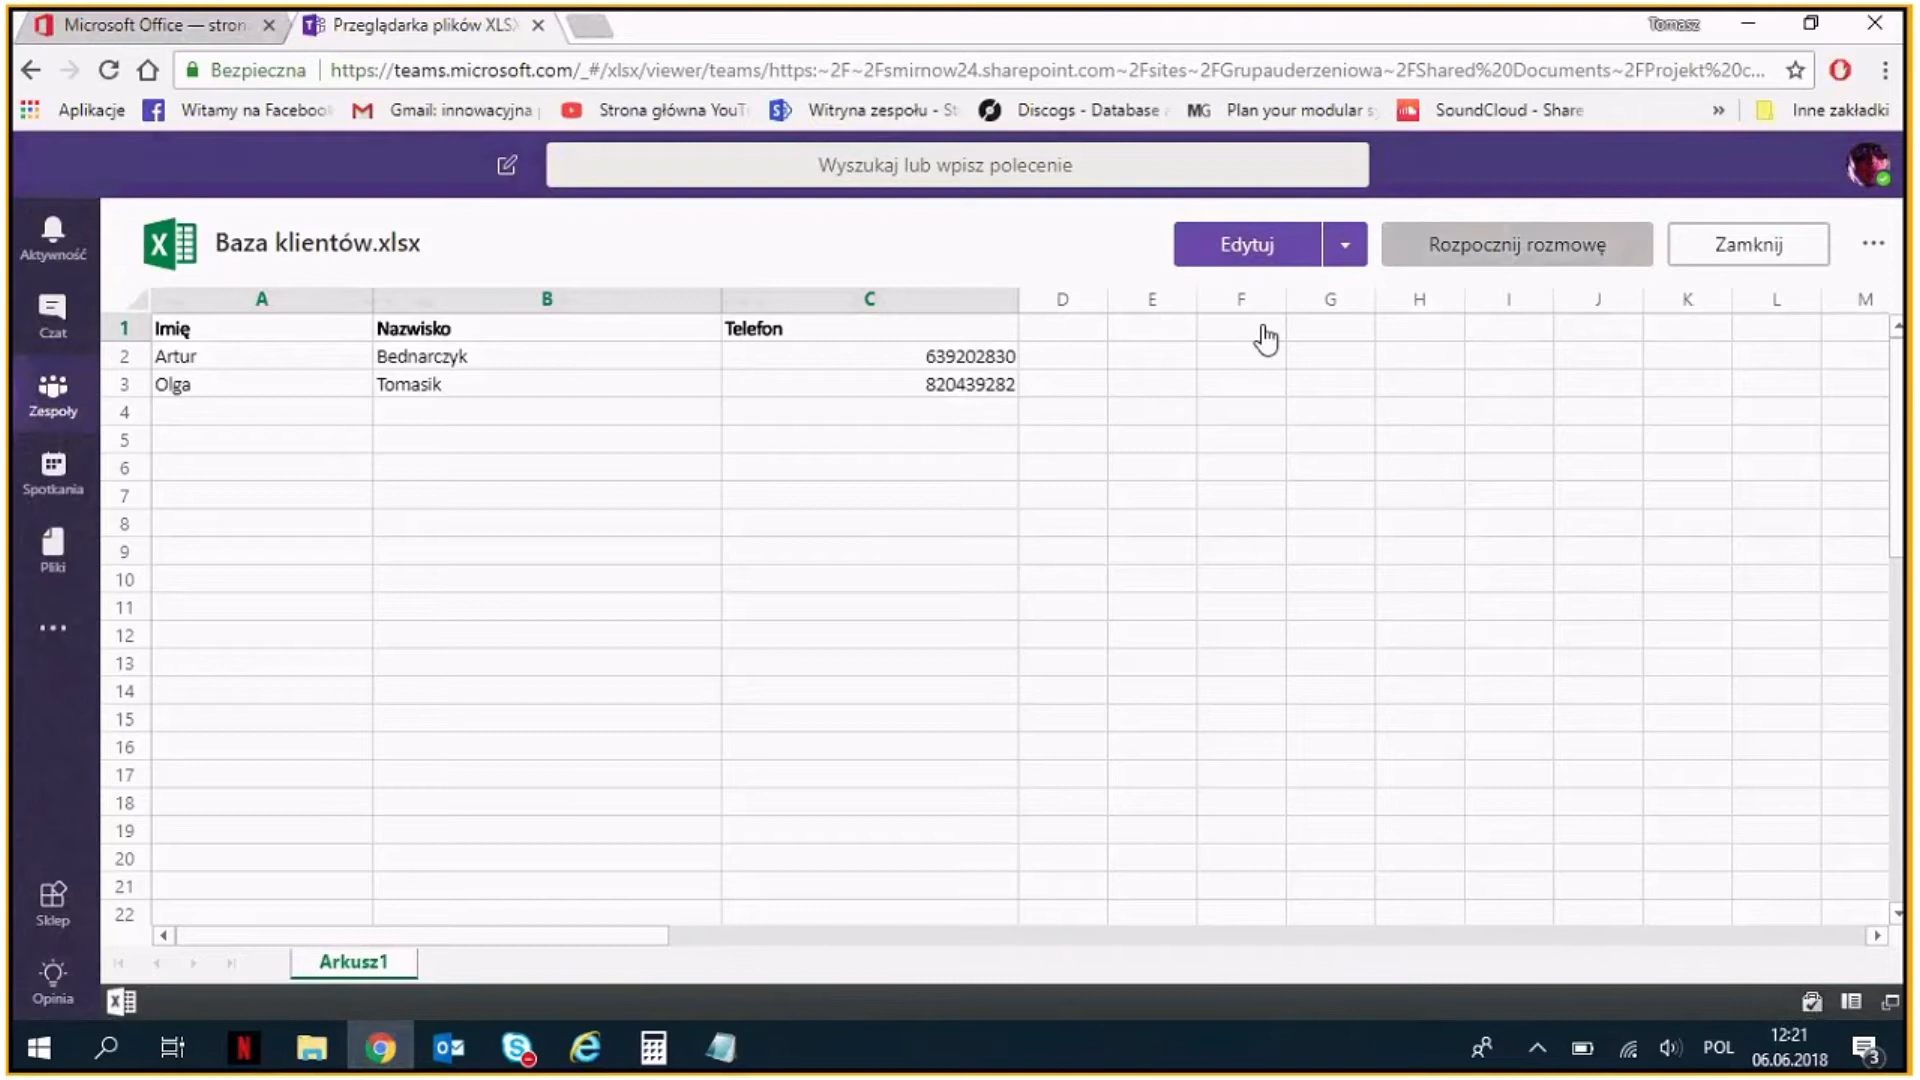 Microsoft Office — stron
Przeglądarka plików XLS
Tomasz
Bezpieczna
https://teams.microsoft.com/_#/xlsx/viewer/teams/https:~2F~2Fsmirnow24.sharepoint.com~2Fsites~2FGrupauderzeniowa~2FShared%20Documents~2FProjekt%20c...
Aplikacje
Witamy na Facebook
Gmail: innowacyjna
Strona główna YouT
Witryna zespołu - St
Discogs - Database
MG Plan your modular s
SoundCloud - Share
»
Inne zakładki
Wyszukaj lub wpisz polecenie
Aktywność
Czat
Zespoły
Spotkania
Pliki
Sklep
Opinia
Baza klientów.xlsx
Edytuj
Rozpocznij rozmowę
Zamknij
A B C D E F G H I J K L M
1 Imię Nazwisko Telefon
2 Artur Bednarczyk 639202830
3 Olga Tomasik 820439282
4
5
6
7
8
9
10
11
12
13
14
15
16
17
18
19
20
21
22
Arkusz1
POL
12:21
06.06.2018
3